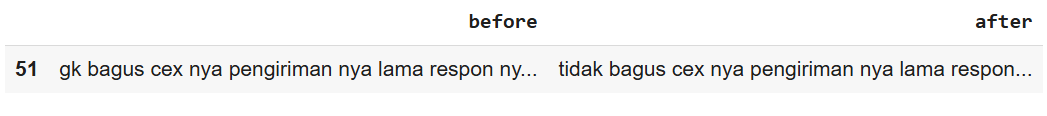 before after
51 gk bagus cex nya pengiriman nya lama respon ny... tidak bagus cex nya pengiriman nya lama respon...